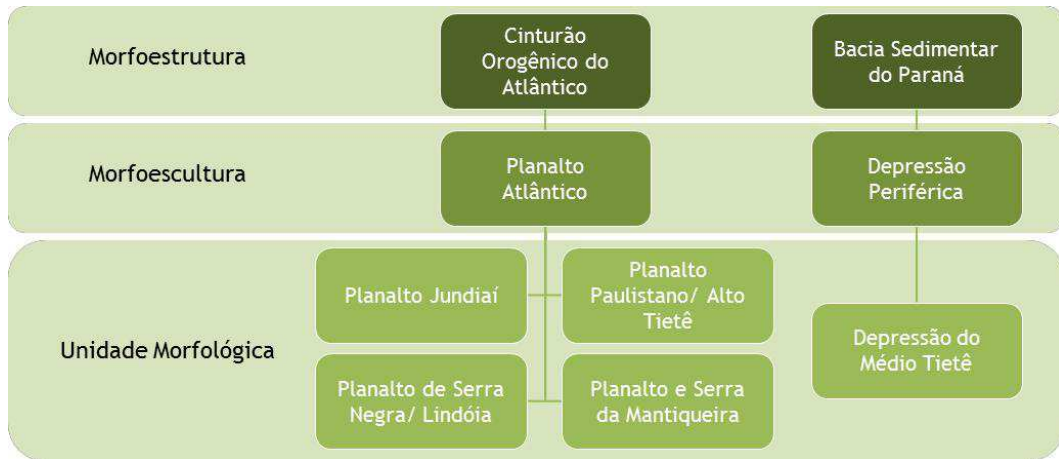 Morfoestrutura
Cinturão
Orogênico do
Atlântico
Bacia Sedimentar
do Paraná
Morfoescultura
Planalto
Atlântico
Depressão
Periférica
Unidade Morfológica
Planalto Jundiaí
Planalto
Paulistano/ Alto
Tietê
Planalto de Serra
Negra/ Lindóia
Planalto e Serra
da Mantiqueira
Depressão do
Médio Tietê